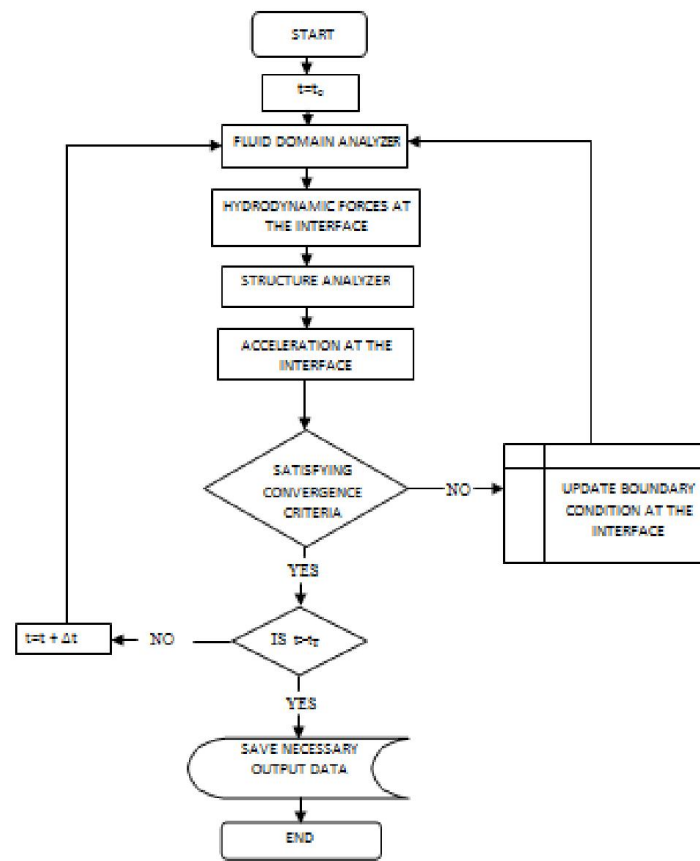 START
t=t₀
FLUID DOMAIN ANALYZER
HYDRODYNAMIC FORCES AT
THE INTERFACE
STRUCTURE ANALYZER
ACCELERATION AT THE
INTERFACE
SATISFYING
CONVERGENCE
CRITERIA
NO
UPDATE BOUNDARY
CONDITION AT THE
INTERFACE
YES
IS
NO
t=t + Δt
YES
SAVE NECESSARY
OUTPUT DATA
END